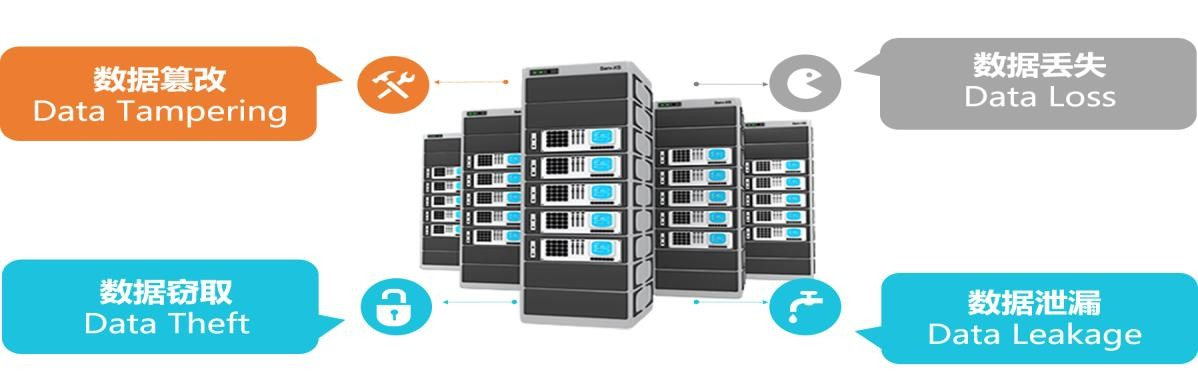 数据篡改
Data Tampering
数据丢失
Data Loss
数据窃取
Data Theft
数据泄漏
Data Leakage